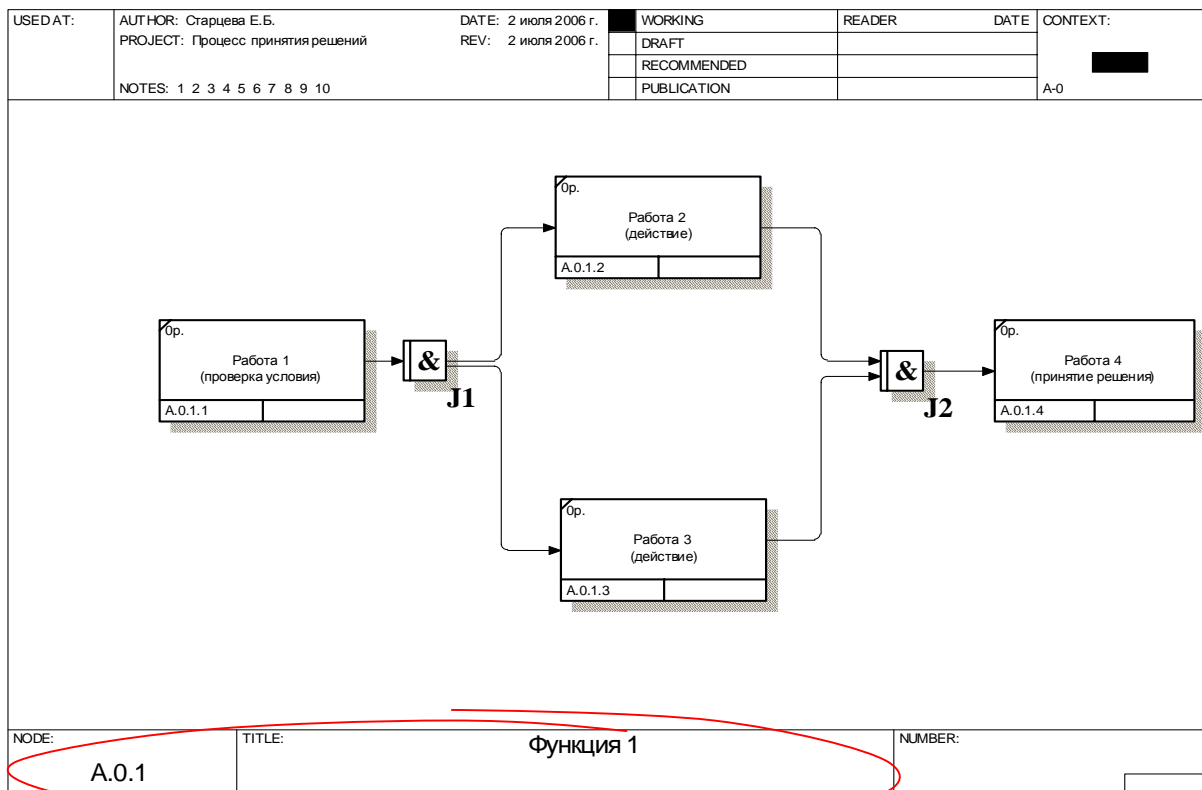 USED AT:
AUTHOR: Старцева Е.Б.
DATE: 2 июля 2006 г.
PROJECT: Процесс принятия решений
REV: 2 июля 2006 г.
NOTES: 1 2 3 4 5 6 7 8 9 10
WORKING
DRAFT
RECOMMENDED
PUBLICATION
READER DATE
CONTEXT:
A-0
0р.
Работа 2
(действие)
A.0.1.2
0р.
Работа 1
(проверка условия)
A.0.1.1
&
J1
&
J2
0р.
Работа 4
(принятие решения)
A.0.1.4
0р.
Работа 3
(действие)
A.0.1.3
NODE:
A.0.1
TITLE:
Функция 1
NUMBER: